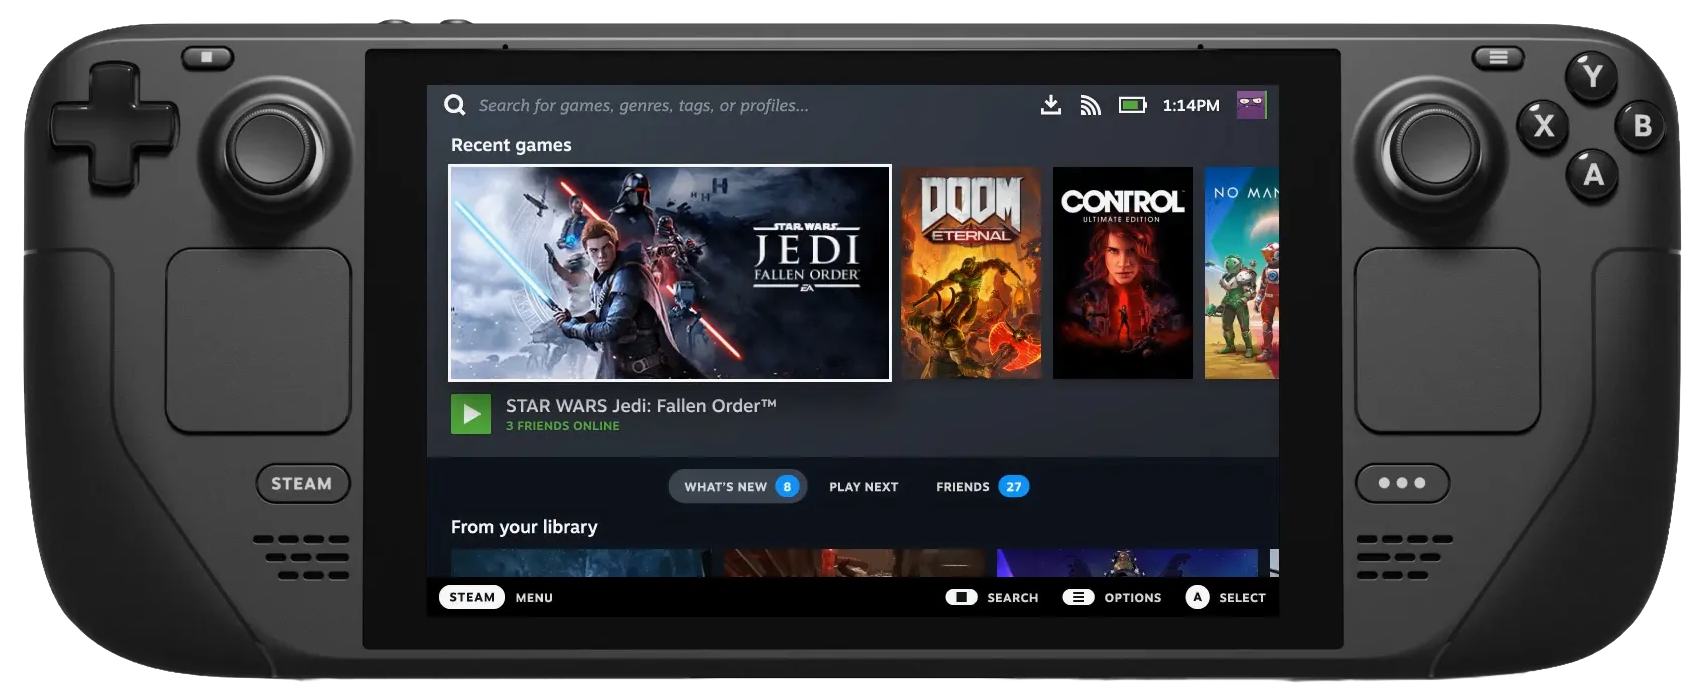 Search for games, genres, tags, or profiles...
1:14PM
Recent games
STAR WARS
JEDI
FALLEN ORDER
EA
DOOM
ETERNAL
CONTROL
ULTIMATE EDITION
NO MAN
STAR WARS Jedi: Fallen Order™
3 FRIENDS ONLINE
WHAT'S NEW 8
PLAY NEXT
FRIENDS 27
From your library
STEAM MENU
SEARCH
OPTIONS
A SELECT
STEAM
Y
X
B
A